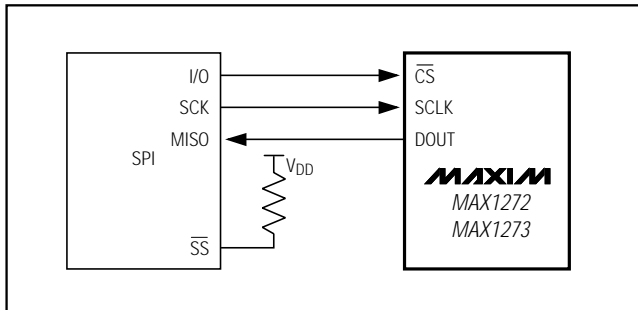 I/O
SCK
MISO
SPI
VDD
SS
CS
SCLK
DOUT
MAXIM
MAX1272
MAX1273